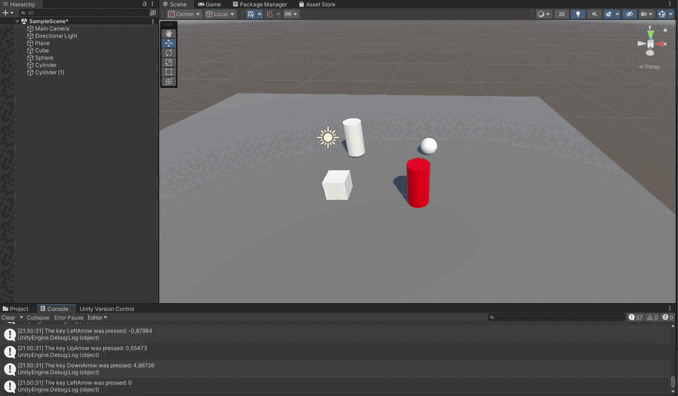 Hierarchy
Scene
Game
Package Manager
Asset Store
All
Center
Local
2D
SampleScene*
Main Camera
Directional Light
Plane
Cube
Sphere
Cylinder
Cylinder (1)
Persp
Project
Console
Unity Version Control
Clear
Collapse
Error Pause
Editor
57
0
0
[21:50:31] The key LeftArrow was pressed: -0,87984
UnityEngine.Debug:Log (object)
[21:50:31] The key UpArrow was pressed: 0,55473
UnityEngine.Debug:Log (object)
[21:50:31] The key DownArrow was pressed: 4,86726
UnityEngine.Debug:Log (object)
[21:50:31] The key LeftArrow was pressed: 0
UnityEngine.Debug:Log (object)